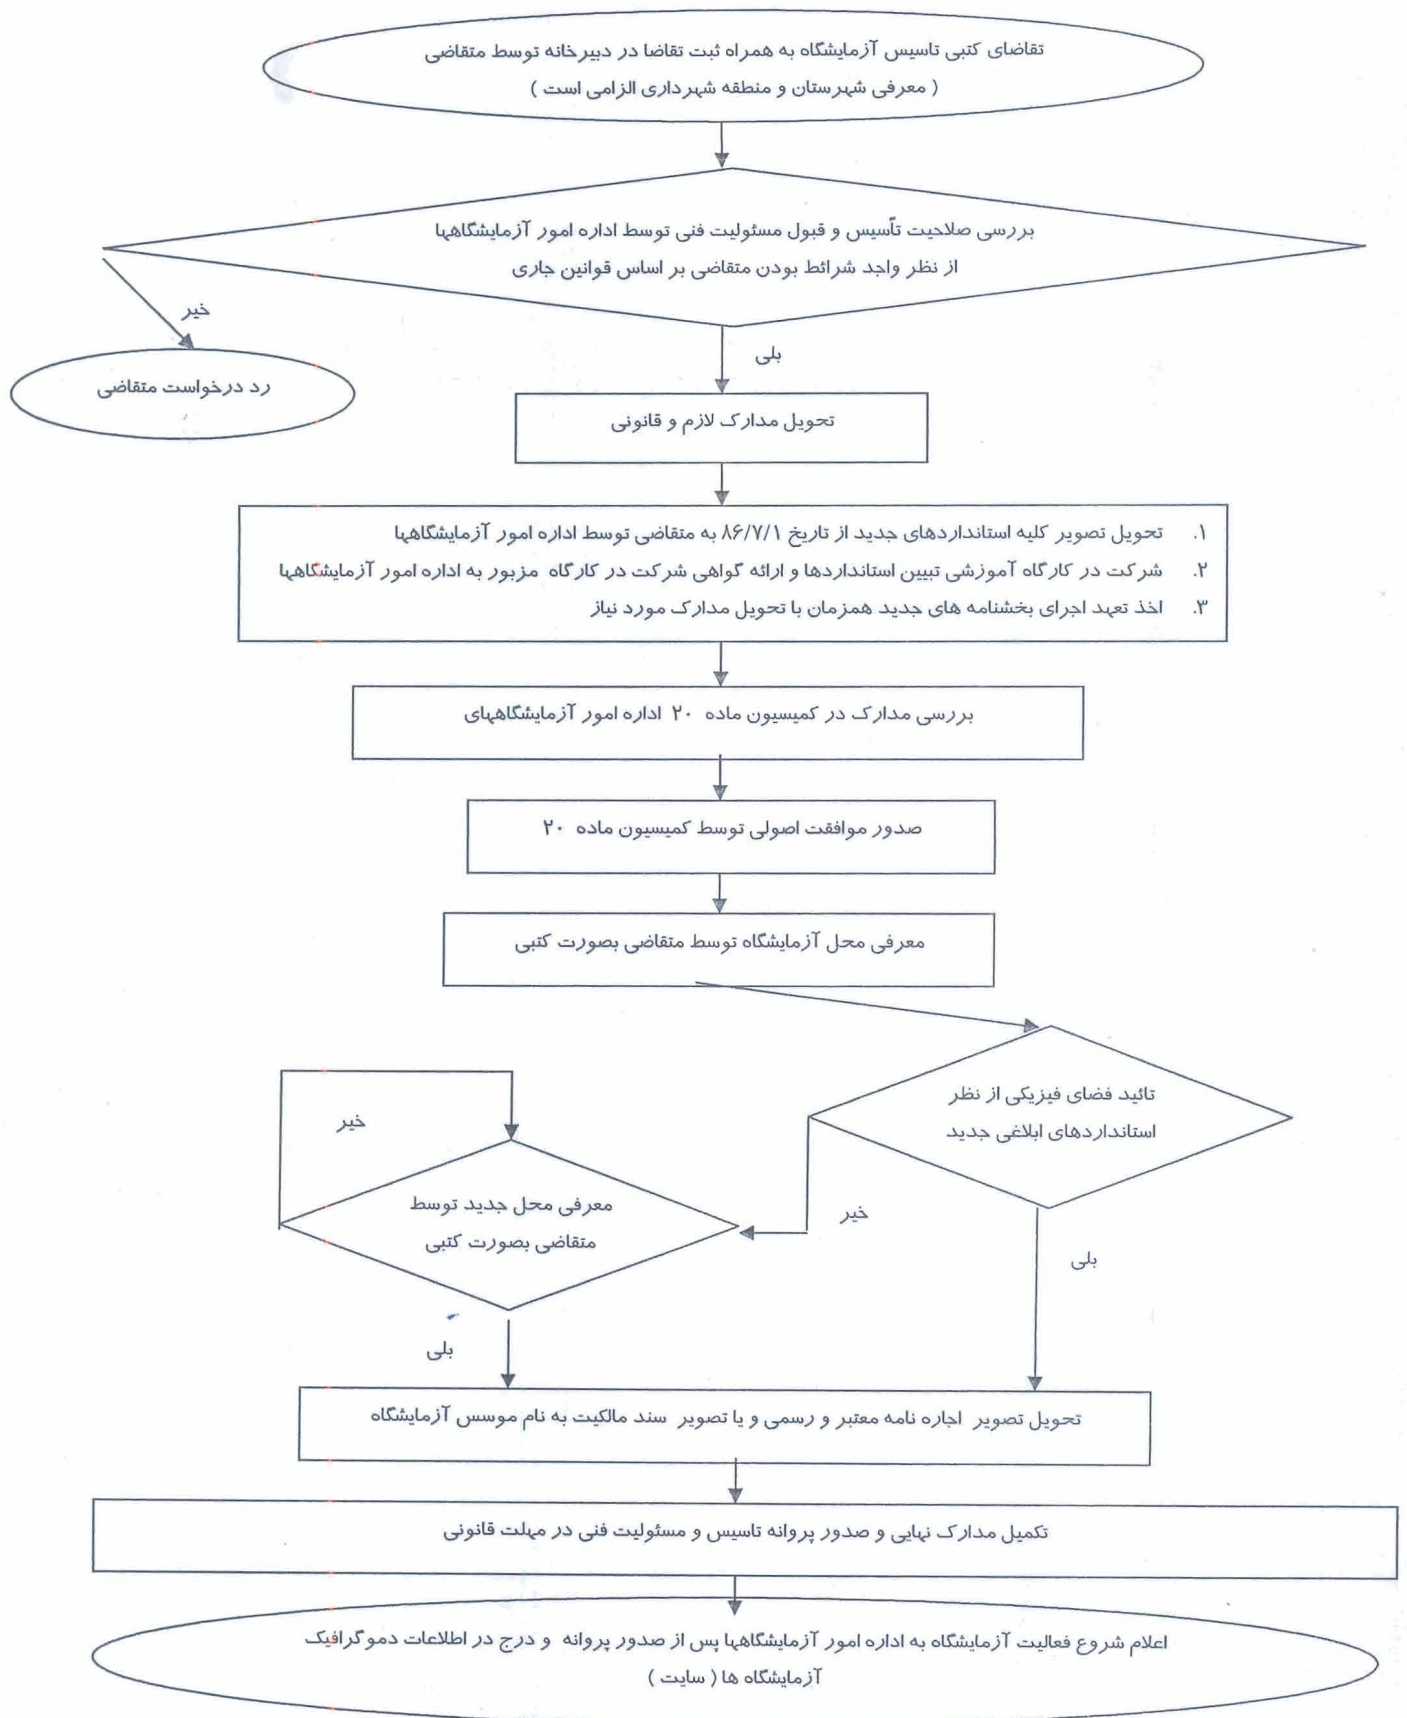 تقاضای کتبی تاسیس آزمایشگاه به همراه ثبت تقاضا در دبیرخانه توسط متقاضی
( معرفی شهرستان و منطقه شهرداری الزامی است )
بررسی صلاحیت تأسیس و قبول مسئولیت فنی توسط اداره امور آزمایشگاهها
از نظر واجد شرائط بودن متقاضی بر اساس قوانین جاری
خیر
بلی
رد درخواست متقاضی
تحویل مدارک لازم و قانونی
۱. تحویل تصویر کلیه استانداردهای جدید از تاریخ ۸۶/۷/۱ به متقاضی توسط اداره امور آزمایشگاهها
۲. شرکت در کارگاه آموزشی تبیین استانداردها و ارائه گواهی شرکت در کارگاه مزبور به اداره امور آزمایشگاهها
۳. اخذ تعهد اجرای بخشنامه های جدید همزمان با تحویل مدارک مورد نیاز
بررسی مدارک در کمیسیون ماده ۲۰ اداره امور آزمایشگاههای
صدور موافقت اصولی توسط کمیسیون ماده ۲۰
معرفی محل آزمایشگاه توسط متقاضی بصورت کتبی
تائید فضای فیزیکی از نظر
استانداردهای ابلاغی جدید
خیر
معرفی محل جدید توسط
متقاضی بصورت کتبی
خیر
بلی
بلی
تحویل تصویر اجاره نامه معتبر و رسمی و یا تصویر سند مالکیت به نام موسس آزمایشگاه
تکمیل مدارک نهایی و صدور پروانه تاسیس و مسئولیت فنی در مهلت قانونی
اعلام شروع فعالیت آزمایشگاه به اداره امور آزمایشگاهها پس از صدور پروانه و درج در اطلاعات دموگرافیک
آزمایشگاه ها ( سایت )